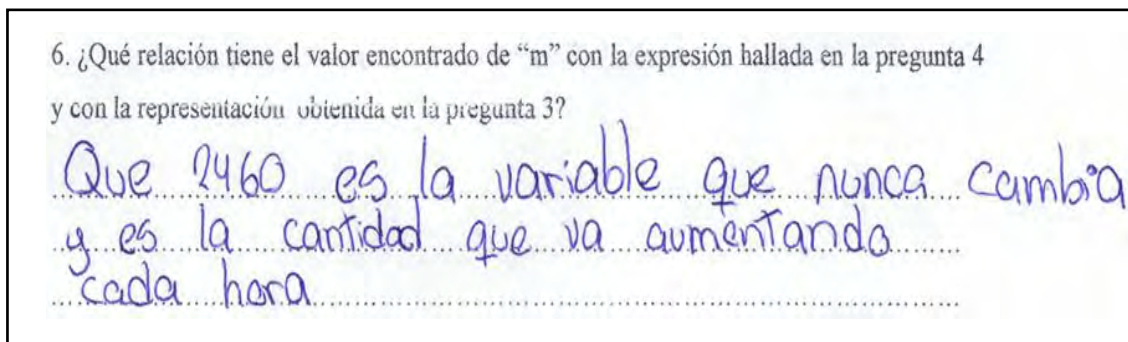 6. ¿Qué relación tiene el valor encontrado de “m” con la expresión hallada en la pregunta 4
y con la representación obtenida en la pregunta 3?
Que 2460 es la variable que nunca cambia
y es la cantidad que va aumentando
cada hora